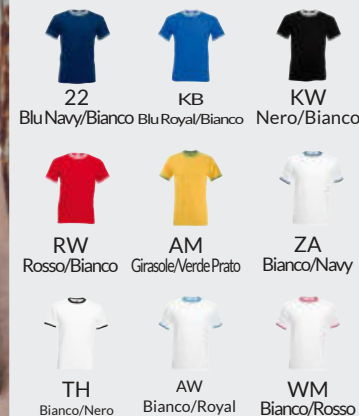 22 KB KW
Blu Navy/Bianco Blu Royal/Bianco Nero/Bianco
RW AM ZA
Rosso/Bianco Girasole/Verde Prato Bianco/Navy
TH AW WM
Bianco/Nero Bianco/Royal Bianco/Rosso